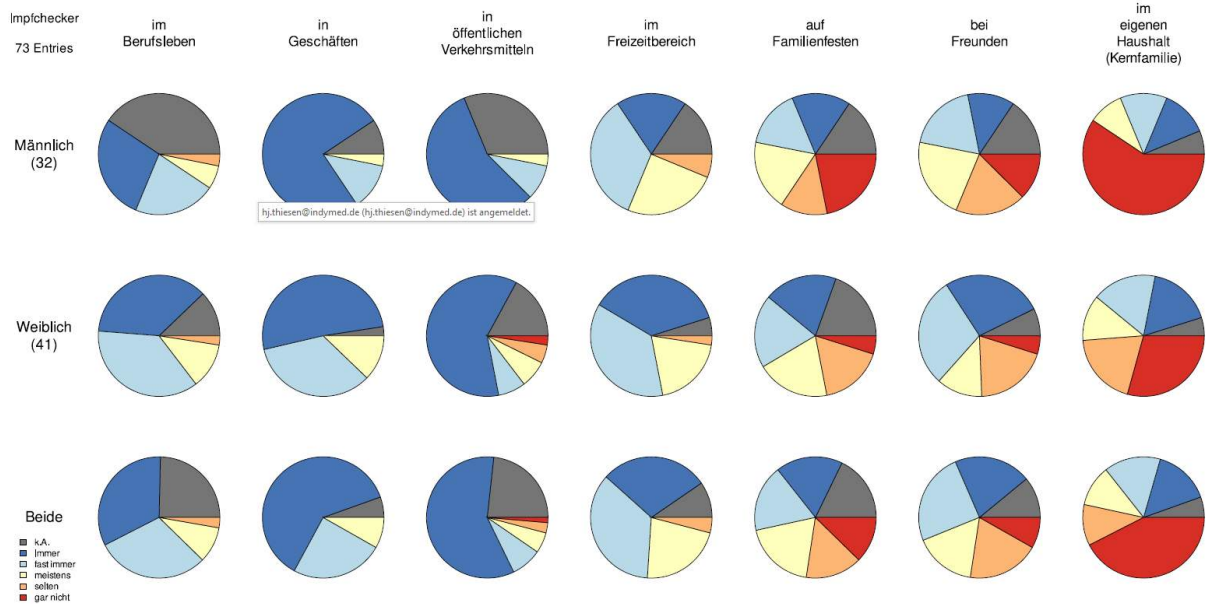 Impfchecker
73 Entries
im
Berufsleben
in
Geschäften
in
öffentlichen
Verkehrsmitteln
im
Freizeitbereich
auf
Familienfesten
bei
Freunden
im
eigenen
Haushalt
(Kernfamilie)
Männlich
(32)
hj.thiesen@indymed.de (hj.thiesen@indymed.de) ist angemeldet.
Weiblich
(41)
Beide
k.A.
Immer
fast immer
meistens
selten
gar nicht